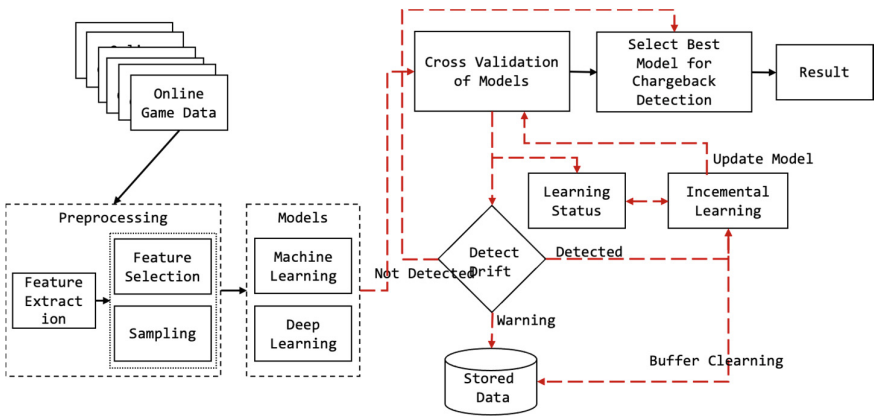 Online
Game Data
Preprocessing
Feature
Extract
ion
Feature
Selection
Sampling
Models
Machine
Learning
Deep
Learning
Cross Validation
of Models
Select Best
Model for
Chargeback
Detection
Result
Update Model
Learning
Status
Incemental
Learning
Detect
Drift
Not Detected
Detected
Warning
Buffer Clearning
Stored
Data